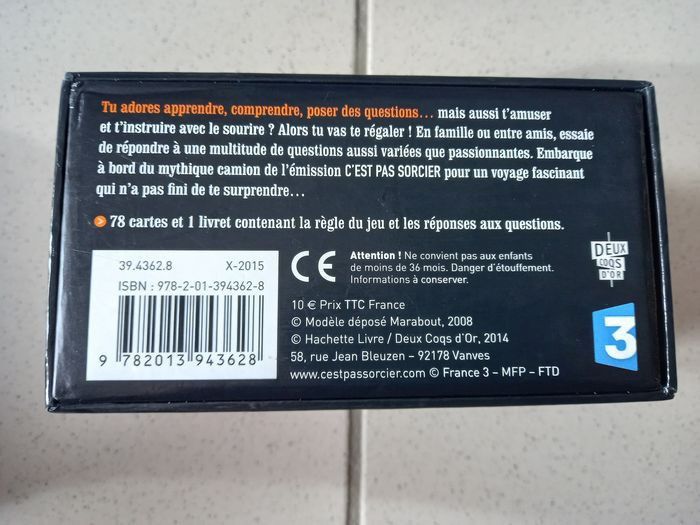 Tu adores apprendre, comprendre, poser des questions... mais aussi t'amuser
et t'instruire avec le sourire ? Alors tu vas te régaler ! En famille ou entre amis, essaie
de répondre à une multitude de questions aussi variées que passionnantes. Embarque
à bord du mythique camion de l'émission C'EST PAS SORCIER pour un voyage fascinant
qui n'a pas fini de te surprendre...
78 cartes et 1 livret contenant la règle du jeu et les réponses aux questions.
39.4362.8 X-2015
ISBN : 978-2-01-394362-8
9 782013 943628
CE
Attention ! Ne convient pas aux enfants
de moins de 36 mois. Danger d'étouffement.
Informations à conserver.
10 € Prix TTC France
© Modèle déposé Marabout, 2008
© Hachette Livre / Deux Coqs d'Or, 2014
58, rue Jean Bleuzen – 92178 Vanves
www.cestpassorcier.com © France 3 – MFP – FTD
DEUX
COQS
D'OR
3